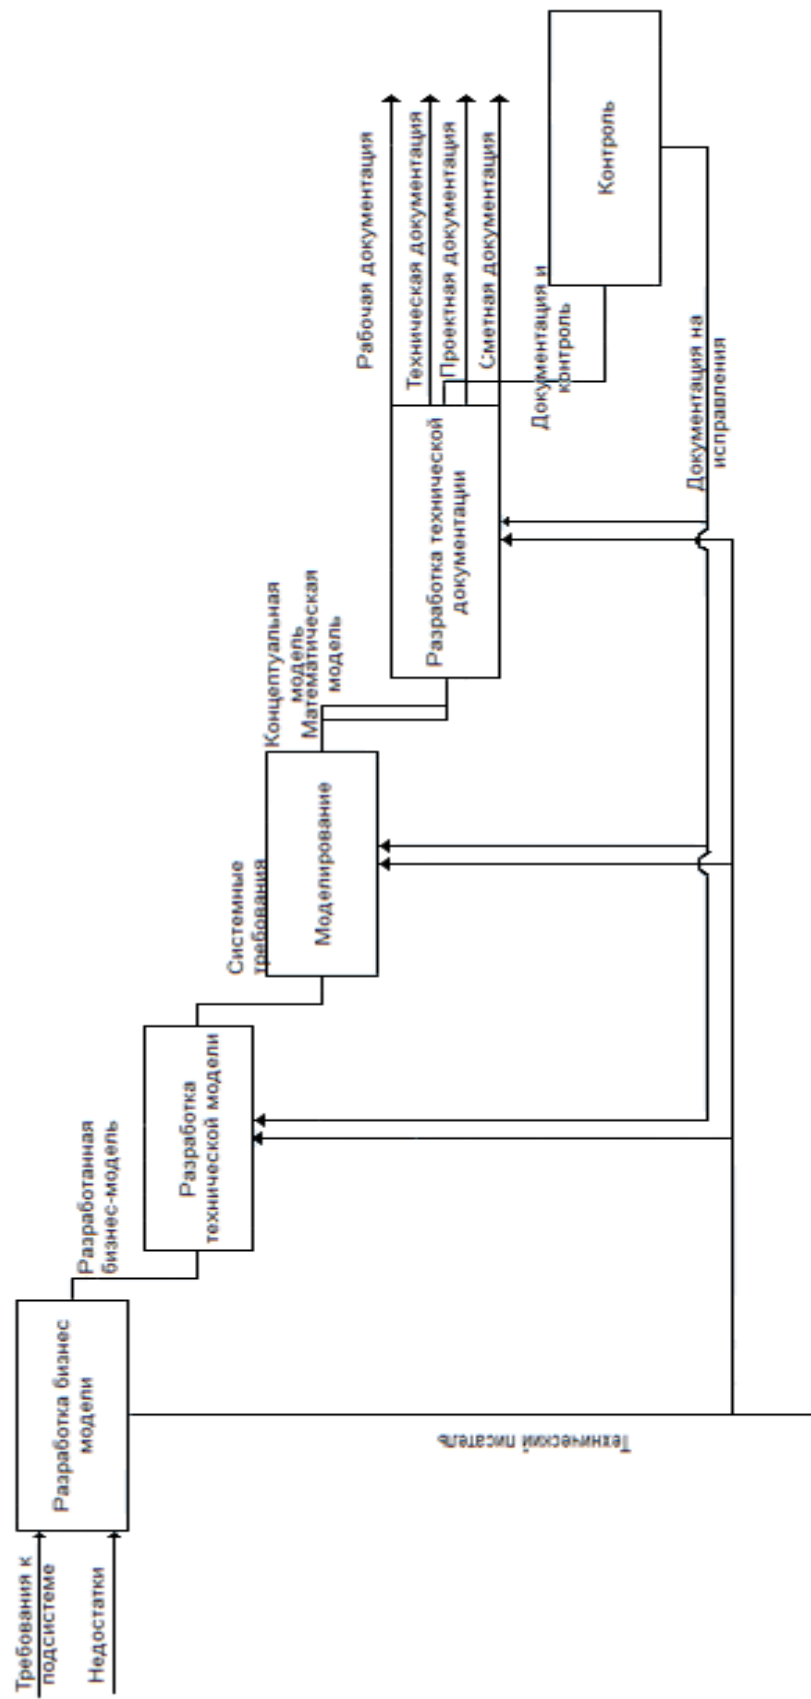 Требования к
подсистеме
Недостатки
Разработка бизнес
модели
Разработанная
бизнес-модель
Технический писатель
Разработка
технической модели
Системные
требования
Моделирование
Концептуальная
модель
Математическая
модель
Разработка технической
документации
Рабочая документация
Техническая документация
Проектная документация
Сметная документация
Документация и
контроль
Контроль
Документация на
исправления